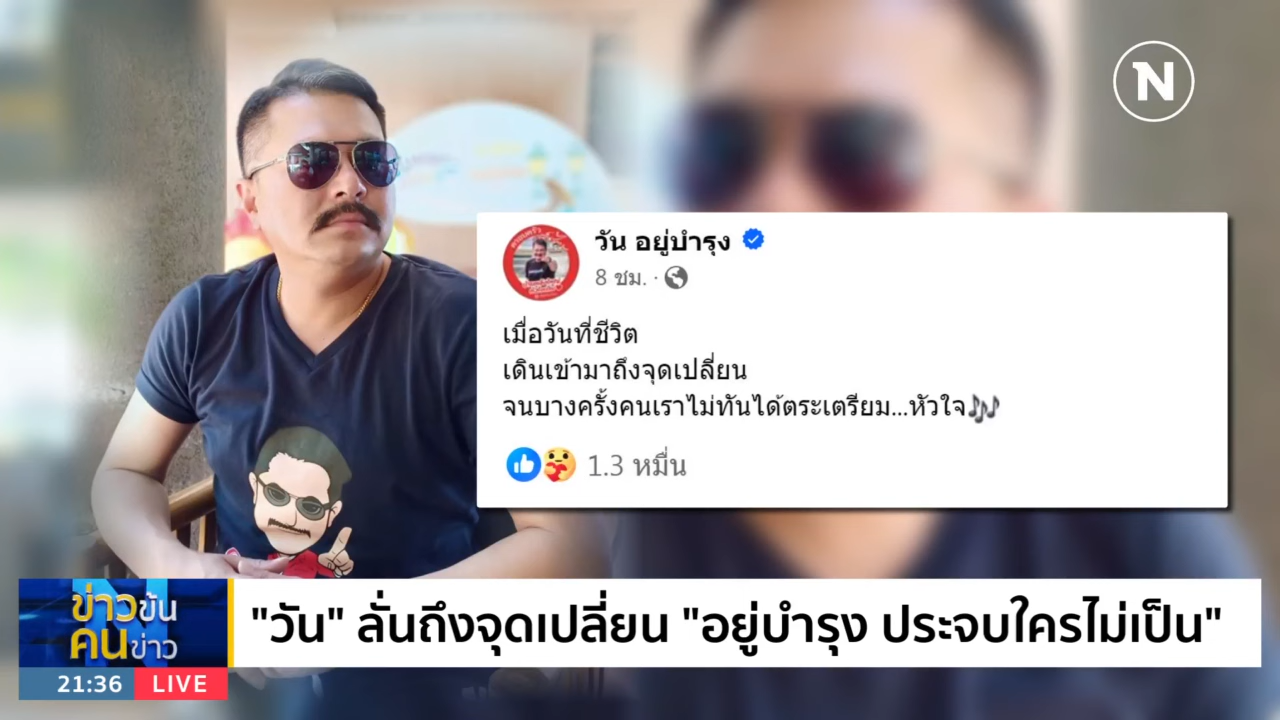 N
วัน อยู่บำรุง
8 ชม. ·
เมื่อวันที่ชีวิต
เดินเข้ามาถึงจุดเปลี่ยน
จนบางครั้งคนเราไม่ทันได้ตระเตรียม...หัวใจ🎶
1.3 หมื่น
ข่าวข้น
คนข่าว
"วัน" ลั่นถึงจุดเปลี่ยน "อยู่บำรุง ประจบใครไม่เป็น"
21:36 LIVE